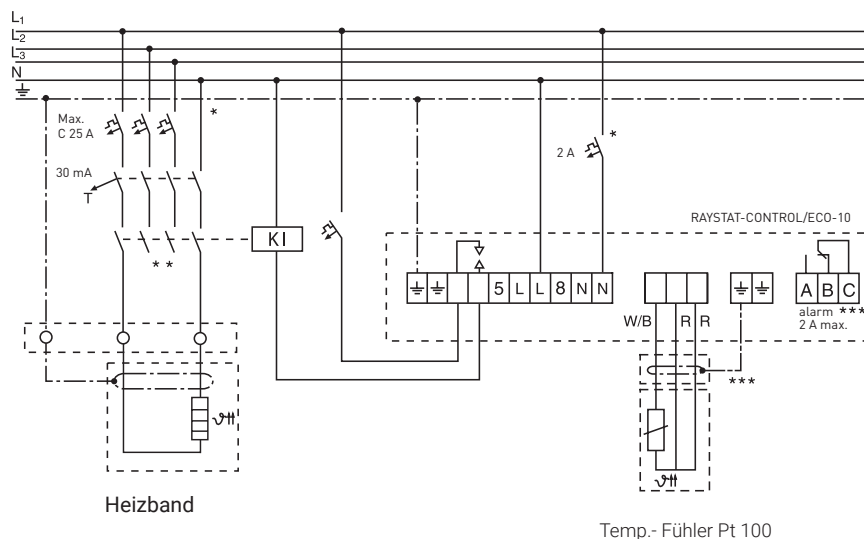 L1
L2
L3
N
Max.
C 25 A
*
30 mA
T
* *
KI
2 A
*
RAYSTAT-CONTROL/ECO-10
5 L L 8 N N
W/B R R
A B C
alarm ***
2 A max.
***
ϑ
ϑ
Heizband
Temp.- Fühler Pt 100